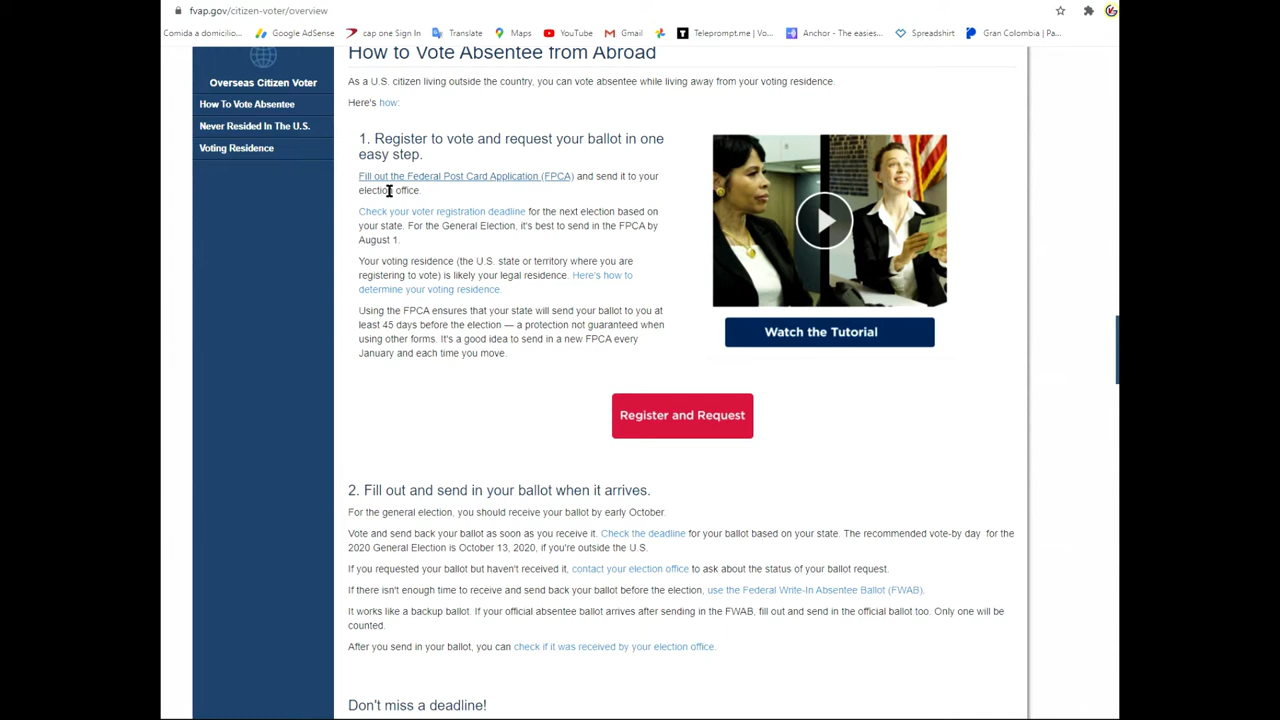 fvap.gov/citizen-voter/overview
Comida a domicilio... Google AdSense cap one Sign In Translate Maps YouTube Gmail Teleprompt.me | Vo... Anchor - The easies... Spreadshirt Gran Colombia | Pa...
How to Vote Absentee from Abroad
Overseas Citizen Voter
How To Vote Absentee
Never Resided In The U.S.
Voting Residence
As a U.S. citizen living outside the country, you can vote absentee while living away from your voting residence.
Here's how:
1. Register to vote and request your ballot in one
easy step.
Fill out the Federal Post Card Application (FPCA) and send it to your
election office.
Check your voter registration deadline for the next election based on
your state. For the General Election, it's best to send in the FPCA by
August 1.
Your voting residence (the U.S. state or territory where you are
registering to vote) is likely your legal residence. Here's how to
determine your voting residence.
Using the FPCA ensures that your state will send your ballot to you at
least 45 days before the election — a protection not guaranteed when
using other forms. It's a good idea to send in a new FPCA every
January and each time you move.
Watch the Tutorial
Register and Request
2. Fill out and send in your ballot when it arrives.
For the general election, you should receive your ballot by early October.
Vote and send back your ballot as soon as you receive it. Check the deadline for your ballot based on your state. The recommended vote-by day for the
2020 General Election is October 13, 2020, if you're outside the U.S.
If you requested your ballot but haven't received it, contact your election office to ask about the status of your ballot request.
If there isn't enough time to receive and send back your ballot before the election, use the Federal Write-In Absentee Ballot (FWAB).
It works like a backup ballot. If your official absentee ballot arrives after sending in the FWAB, fill out and send in the official ballot too. Only one will be
counted.
After you send in your ballot, you can check if it was received by your election office.
Don't miss a deadline!